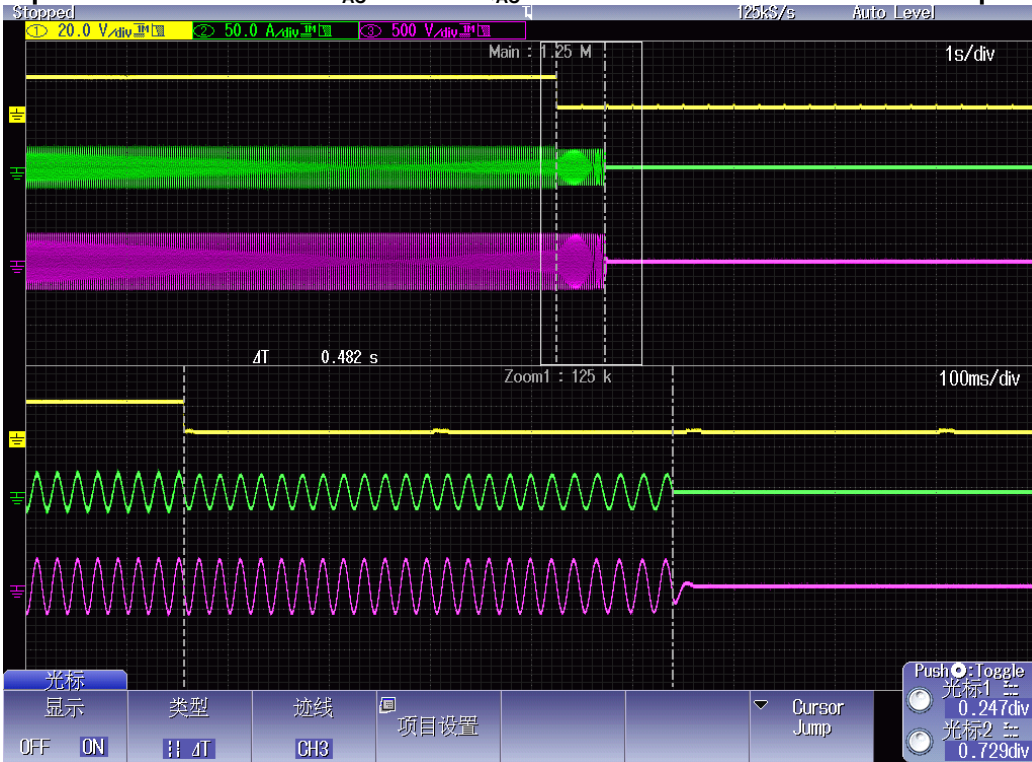 Stopped 125kS/s Auto Level
① 20.0 V/div 1M ② 50.0 A/div 1M ③ 500 V/div 1M
Main : 1.25 M 1s/div
ΔT 0.482 s
Zoom1 : 125 k 100ms/div
光标
显示 类型 迹线 项目设置 Cursor Jump
OFF ON ΔT CH3
Push:Toggle
光标1
0.247div
光标2
0.729div